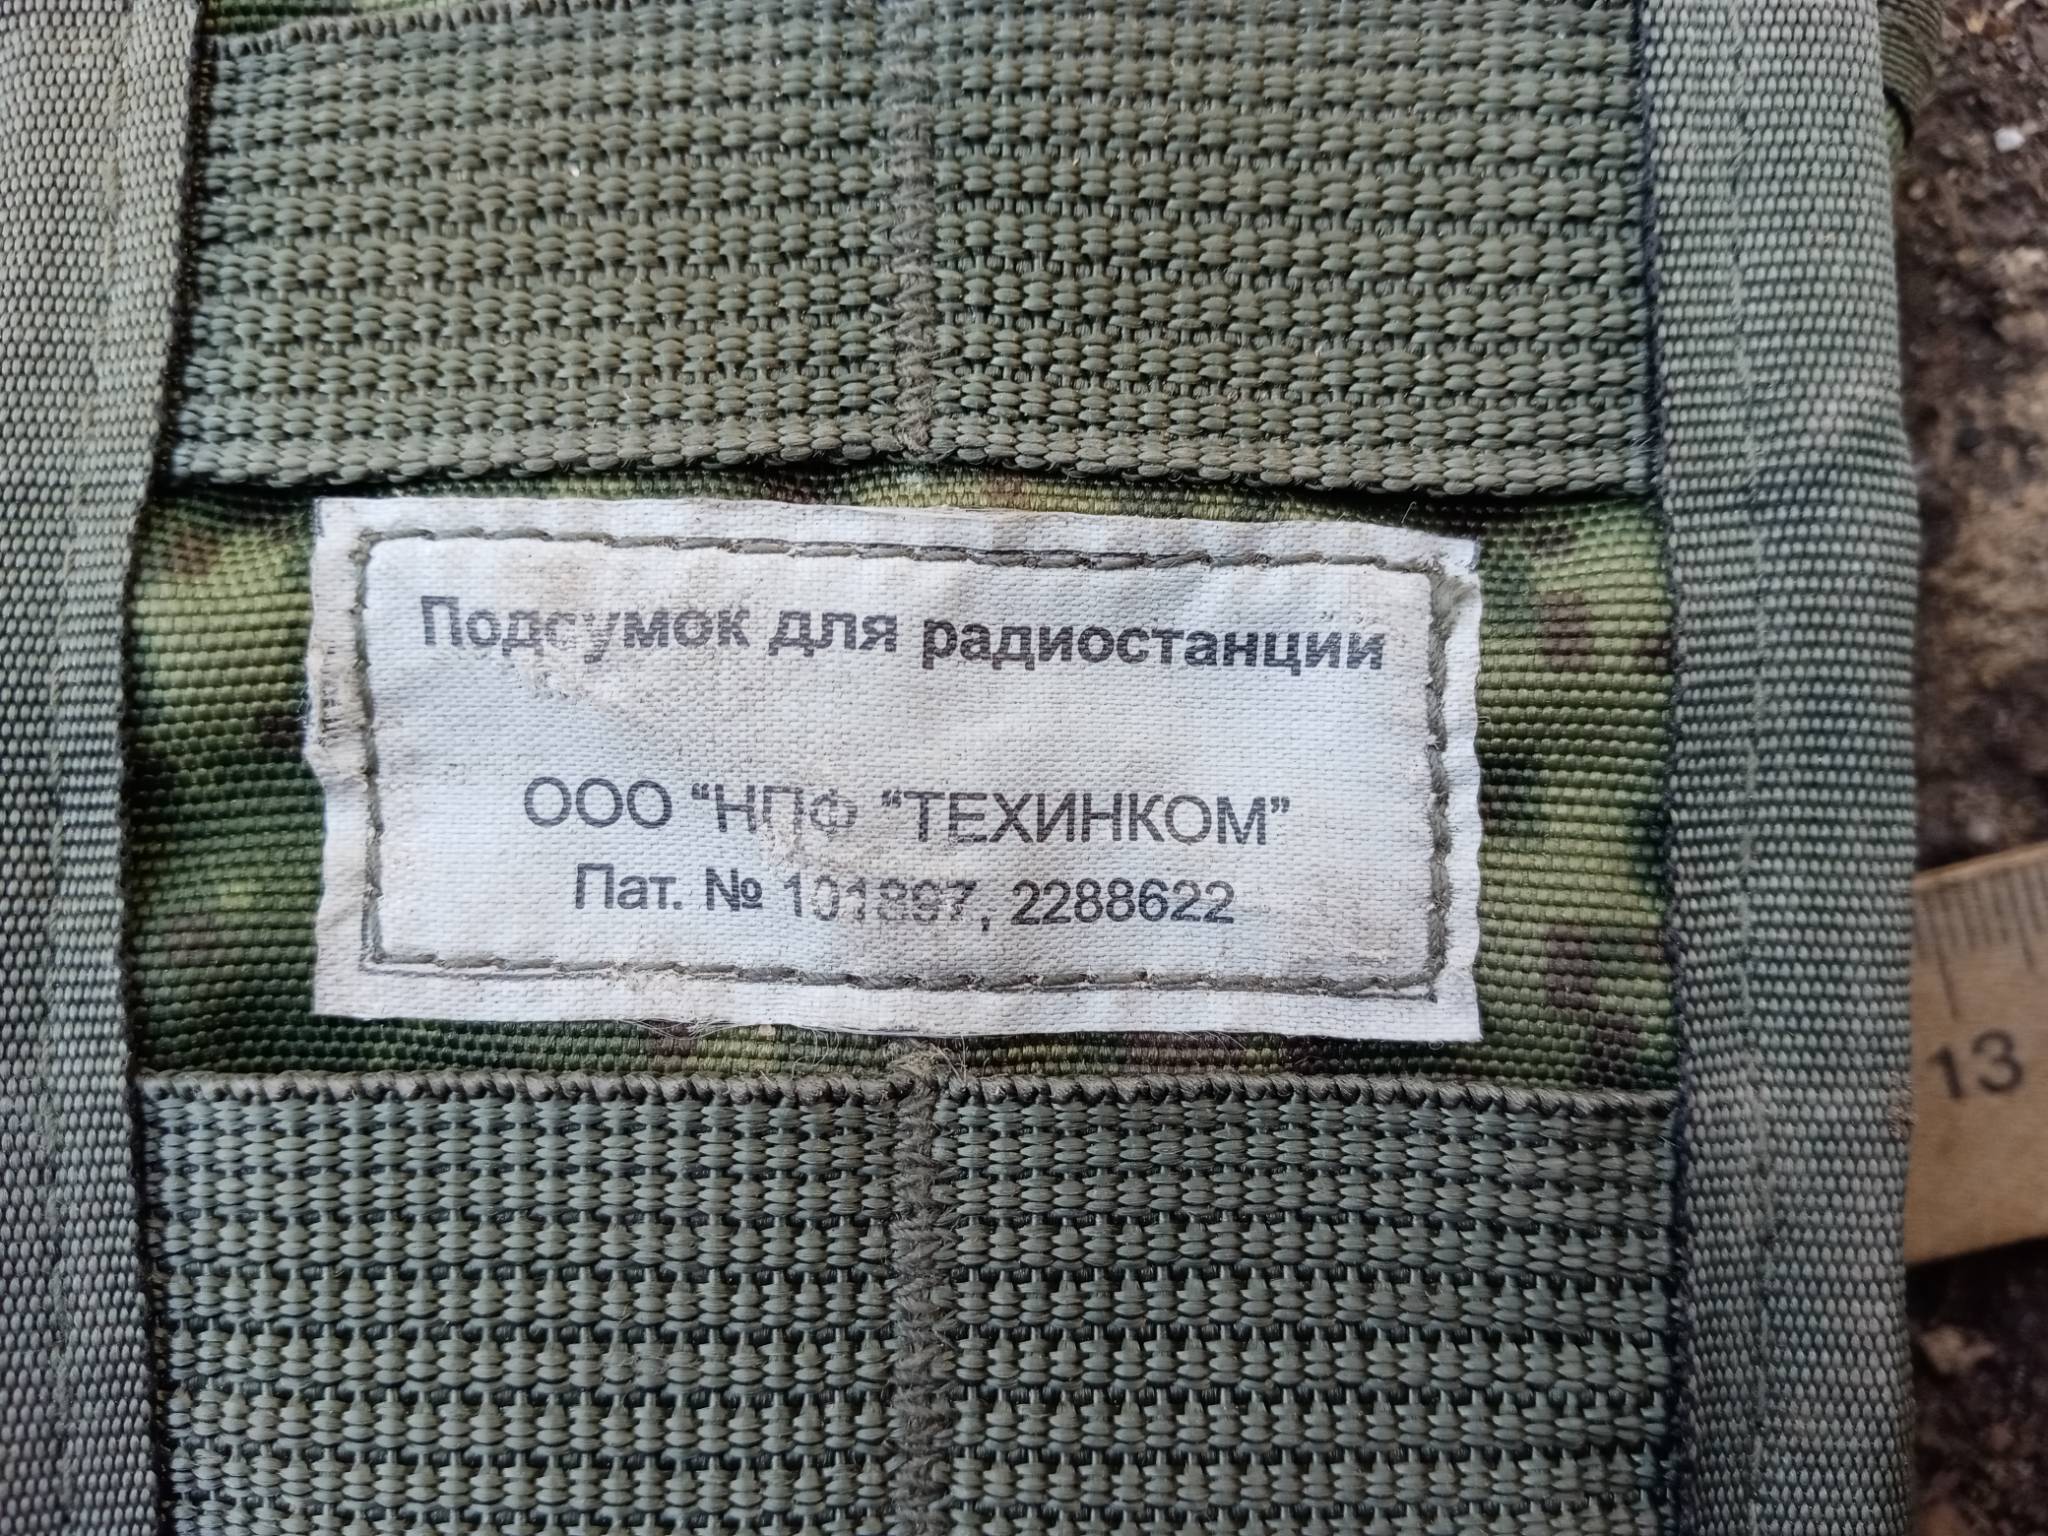 Подсумок для радиостанции
ООО “НПФ “ТЕХИНКОМ”
Пат. № 101897, 2288622
13